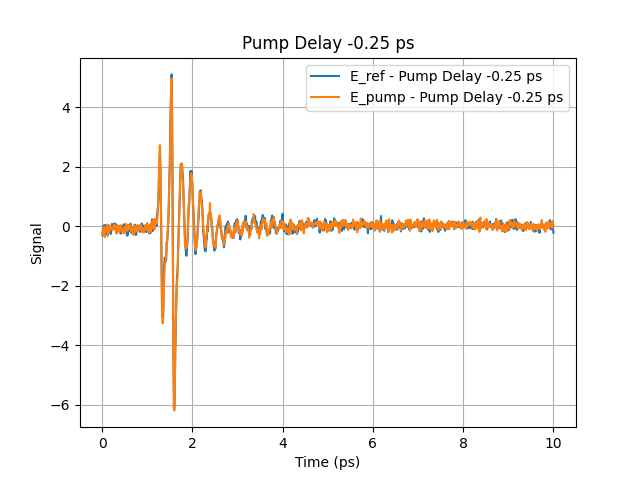 Pump Delay -0.25 ps
E_ref - Pump Delay -0.25 ps
E_pump - Pump Delay -0.25 ps
Signal
4
2
0
−2
−4
−6
0
2
4
6
8
10
Time (ps)